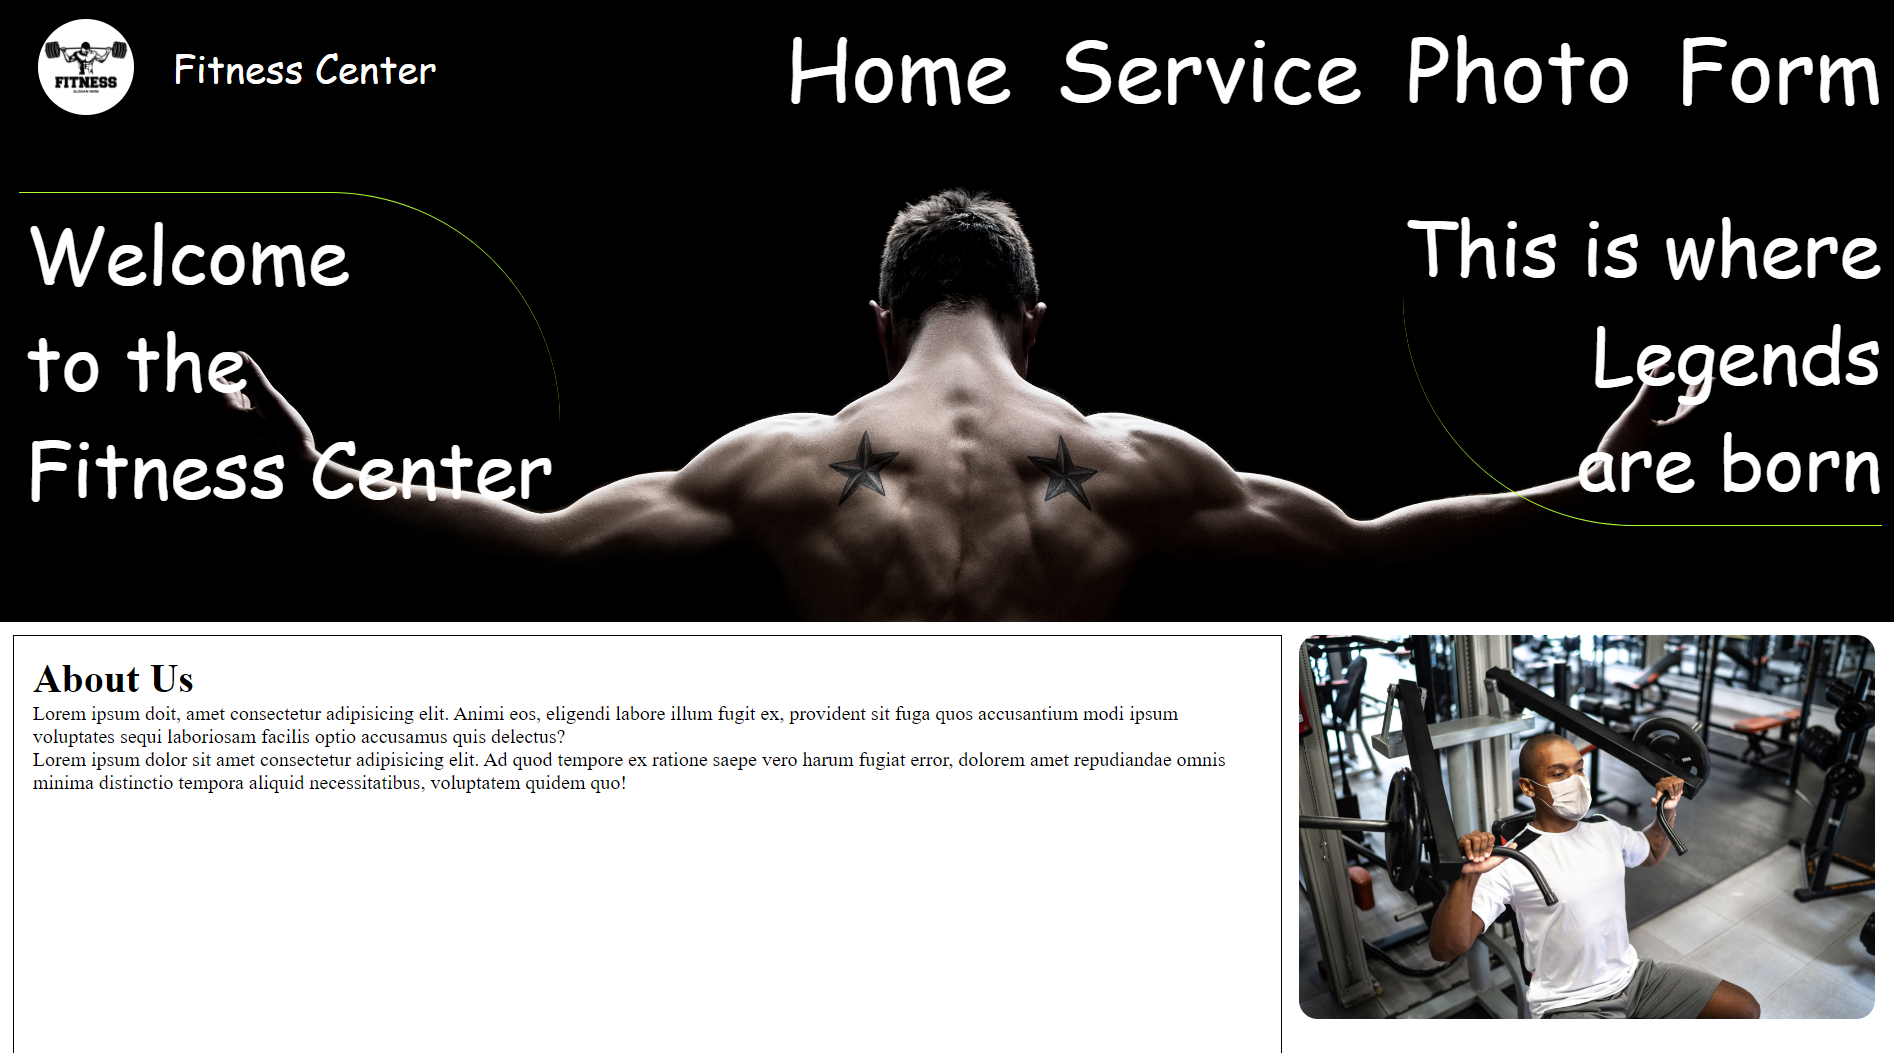 FITNESS
SLOGAN HERE
Fitness Center
Home Service Photo Form
Welcome
to the
Fitness Center
This is where
Legends
are born
About Us
Lorem ipsum doit, amet consectetur adipisicing elit. Animi eos, eligendi labore illum fugit ex, provident sit fuga quos accusantium modi ipsum
voluptates sequi laboriosam facilis optio accusamus quis delectus?
Lorem ipsum dolor sit amet consectetur adipisicing elit. Ad quod tempore ex ratione saepe vero harum fugiat error, dolorem amet repudiandae omnis
minima distinctio tempora aliquid necessitatibus, voluptatem quidem quo!